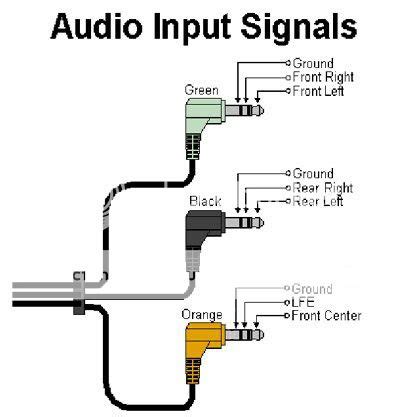 Audio Input Signals
Ground
Front Right
Front Left
Green
Ground
Rear Right
Rear Left
Black
Ground
LFE
Front Center
Orange